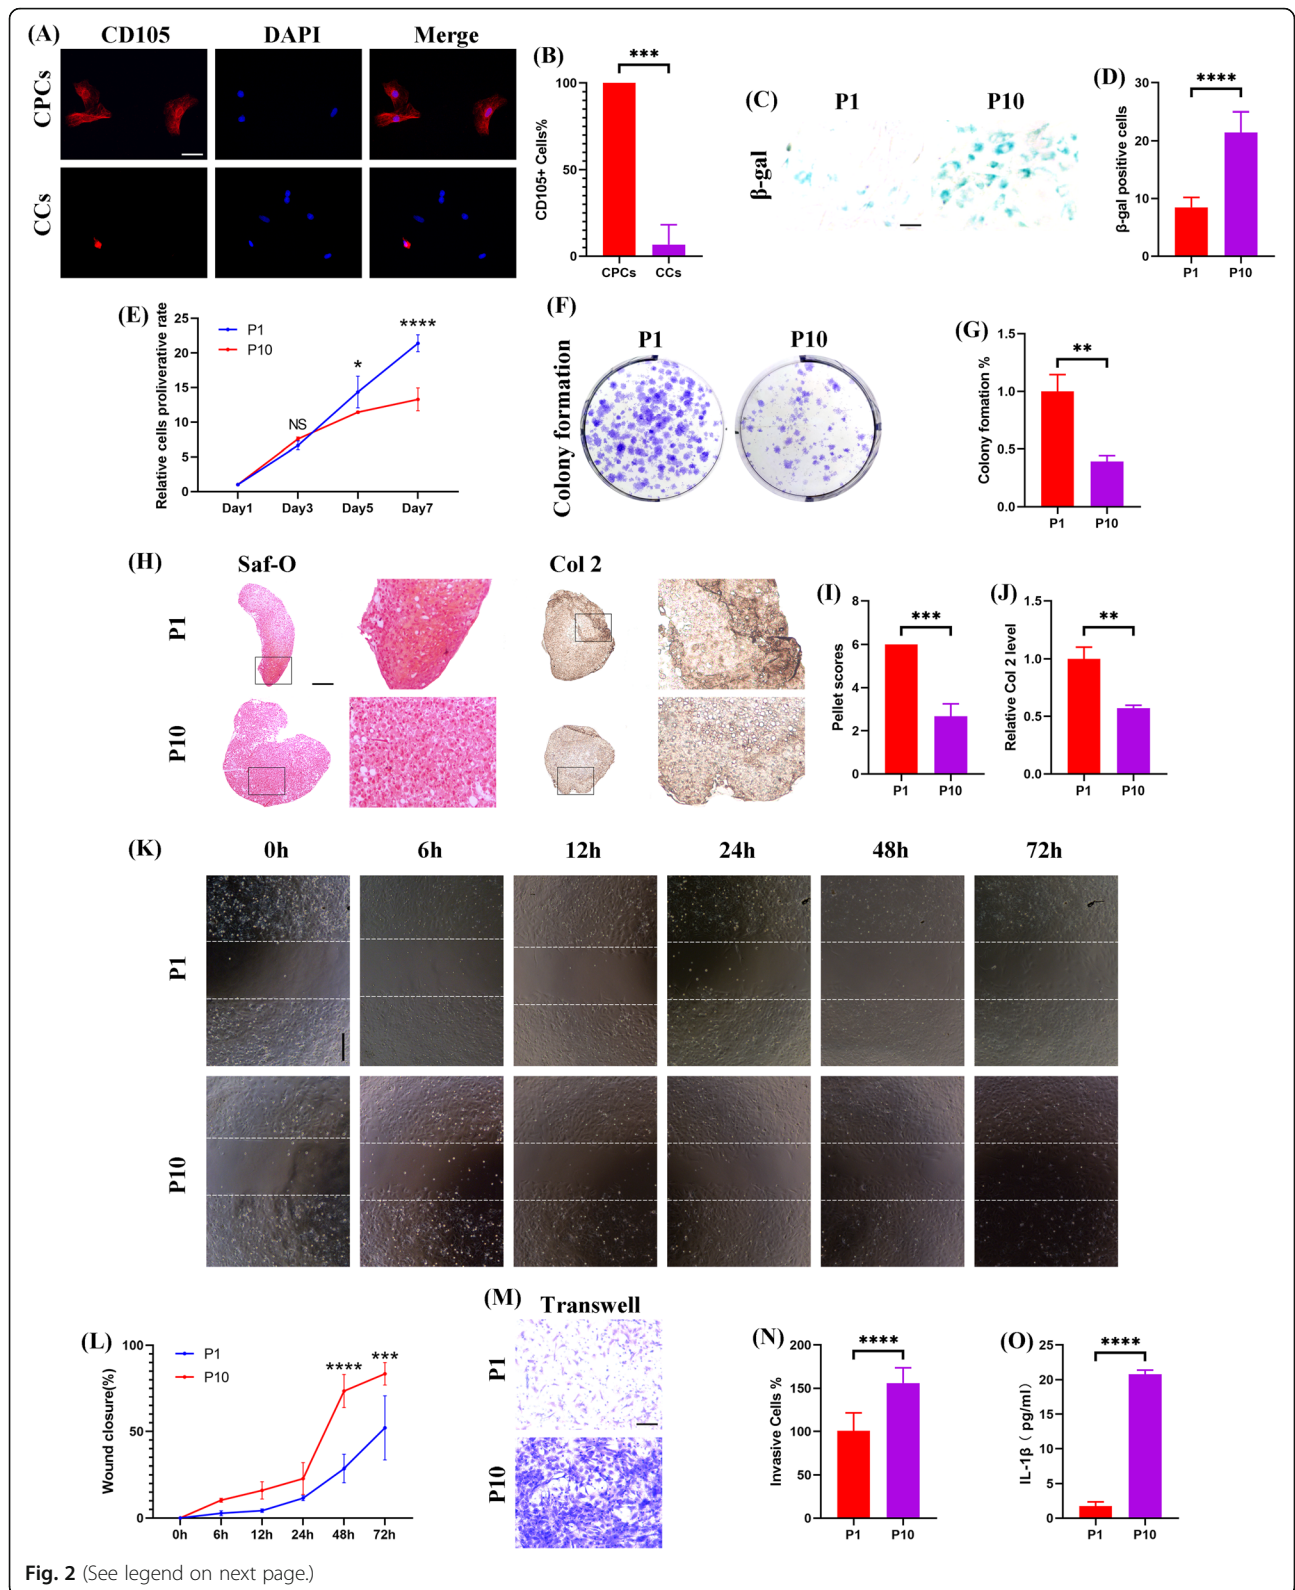 (A) CD105 DAPI Merge
CPCs
CCs
(B)
***
CD105+ Cells%
100
50
0
CPCs CCs
(C) P1 P10
β-gal
(D)
****
β-gal positive cells
30
20
10
0
P1 P10
(E)
Relative cells proliverative rate
25
20
15
10
5
0
P1
P10
NS
*
****
Day1 Day3 Day5 Day7
(F)
P1 P10
Colony formation
(G)
**
Colony fomation %
1.5
1.0
0.5
0.0
P1 P10
(H) Saf-O Col 2
P1
P10
(I)
***
Pellet scores
8
6
4
2
0
P1 P10
(J)
**
Relative Col 2 level
1.5
1.0
0.5
0.0
P1 P10
(K) 0h 6h 12h 24h 48h 72h
P1
P10
(L)
Wound closure(%)
100
50
0
P1
P10
****
***
0h 6h 12h 24h 48h 72h
(M) Transwell
P1
P10
(N)
****
Invasive Cells %
200
150
100
50
0
P1 P10
(O)
****
IL-1β（ pg/ml）
25
20
15
10
5
0
P1 P10
Fig. 2 (See legend on next page.)